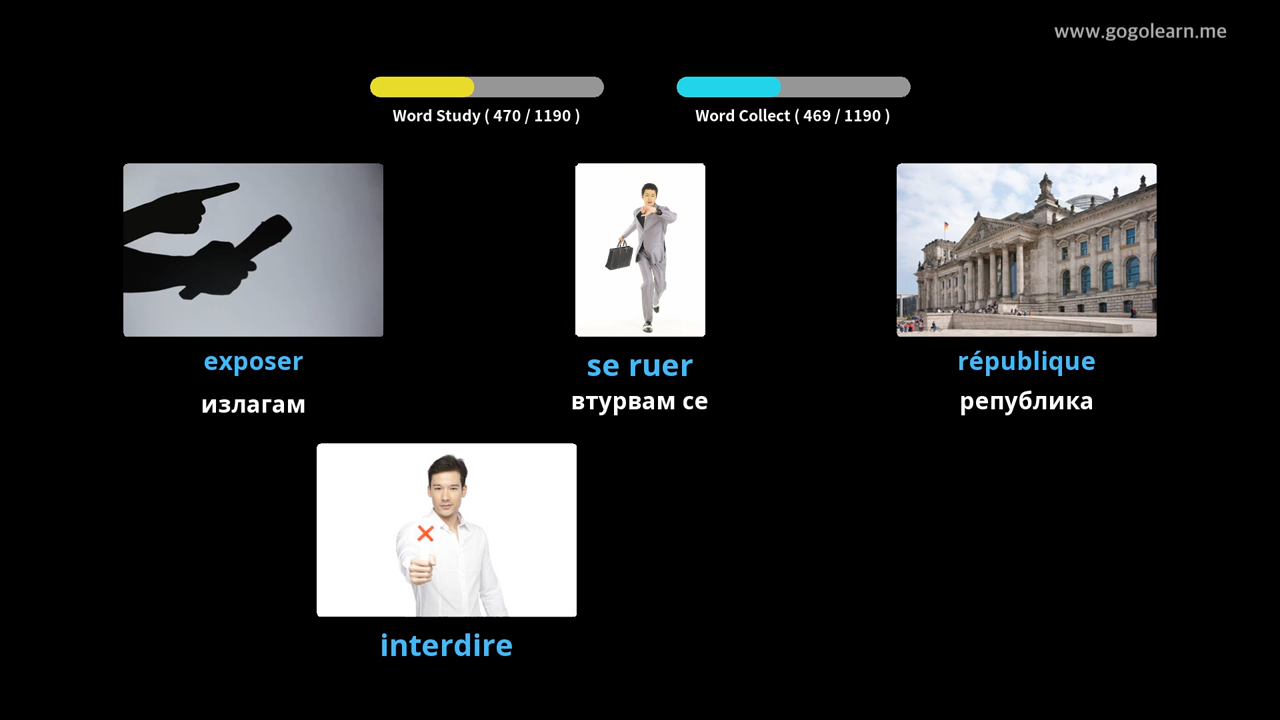 www.gogolearn.me
Word Study ( 470 / 1190 )
Word Collect ( 469 / 1190 )
exposer
se ruer
république
излагам
втурвам се
република
interdire